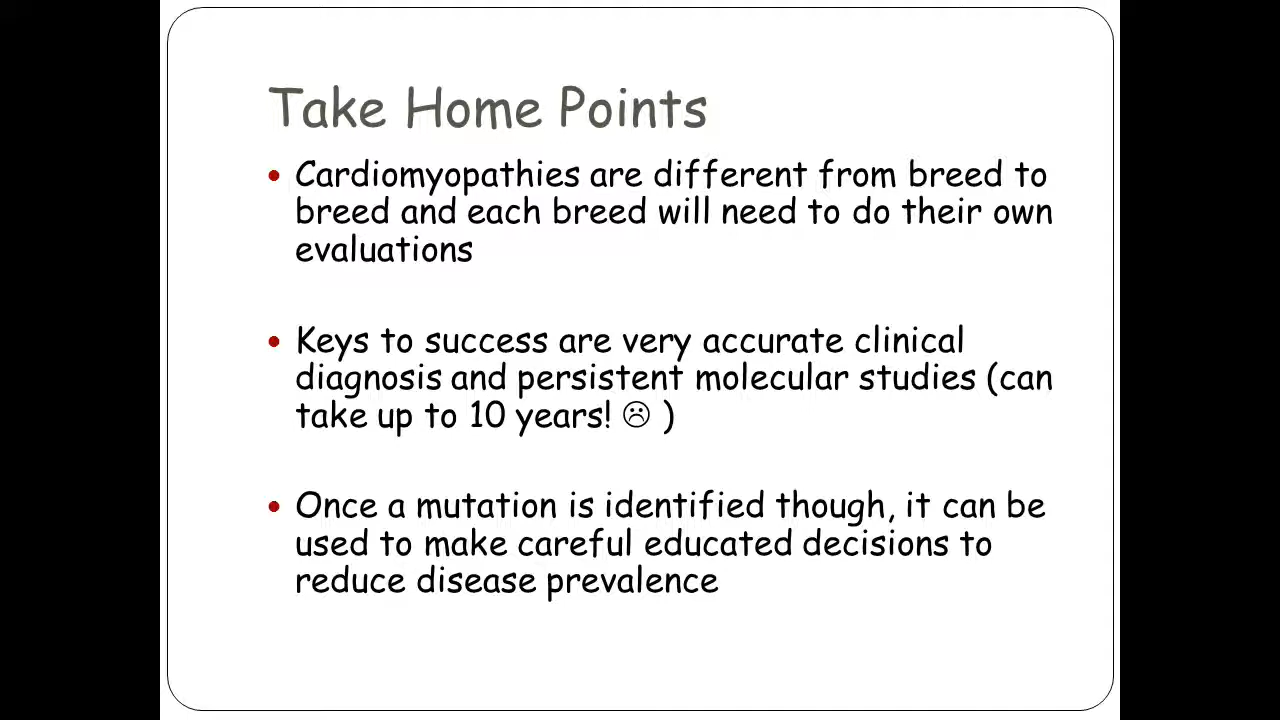 Take Home Points
• Cardiomyopathies are different from breed to
breed and each breed will need to do their own
evaluations
• Keys to success are very accurate clinical
diagnosis and persistent molecular studies (can
take up to 10 years! ☹ )
• Once a mutation is identified though, it can be
used to make careful educated decisions to
reduce disease prevalence